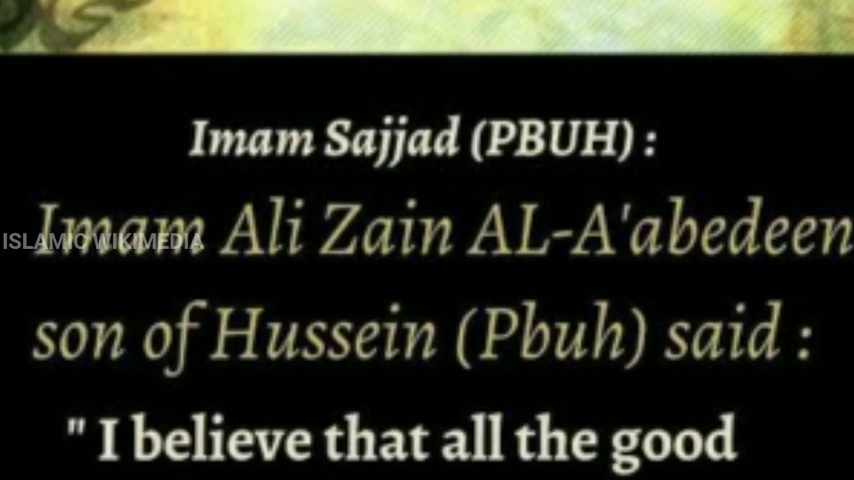 Imam Sajjad (PBUH) :
Imam Ali Zain AL-A'abedeen
ISLAMIC WIKIMEDIA
son of Hussein (Pbuh) said :
" I believe that all the good